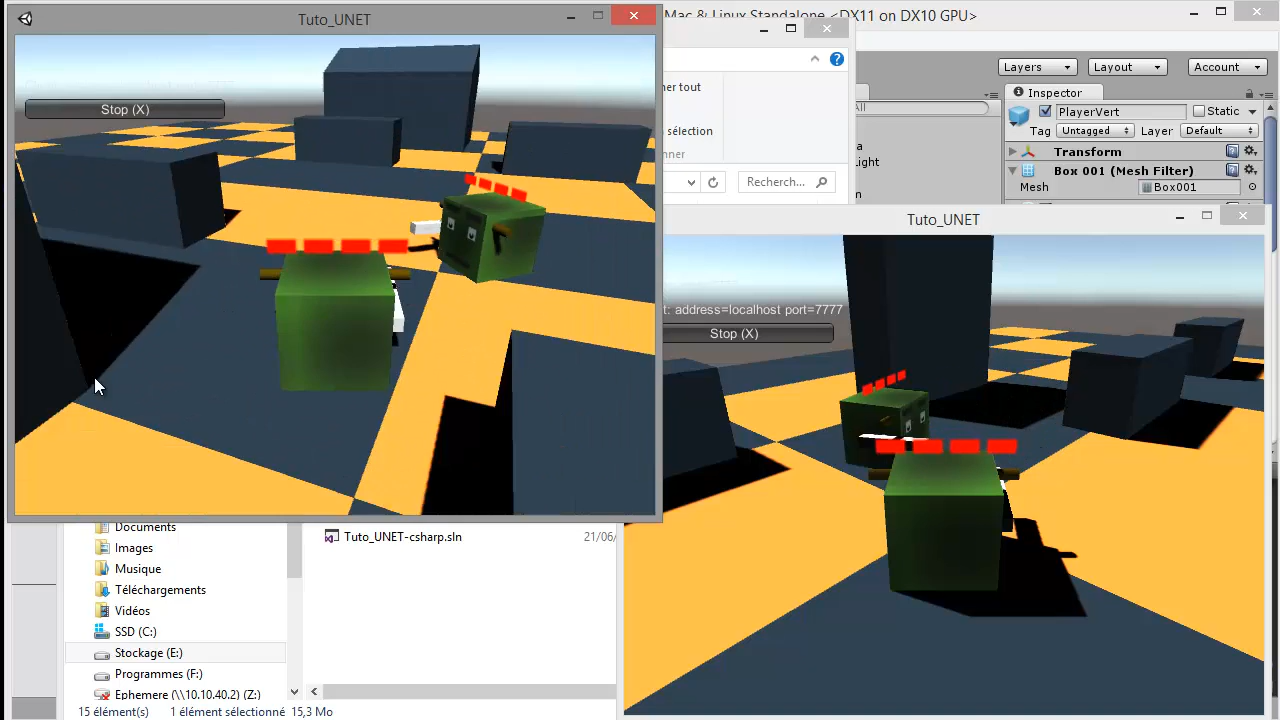 Tuto_UNET
Mac & Linux Standalone <DX11 on DX10 GPU>
Stop (X)
Layers
Layout
Account
Inspector
PlayerVert
Static
Tag
Untagged
Layer
Default
Transform
Box 001 (Mesh Filter)
Mesh
Box001
er tout
sélection
nner
Recherch...
All
a
ight
Tuto_UNET
t: address=localhost port=7777
Stop (X)
Documents
Images
Musique
Téléchargements
Vidéos
SSD (C:)
Stockage (E:)
Programmes (F:)
Ephemere (\\10.10.40.2) (Z:)
Tuto_UNET-csharp.sln
21/06/
15 élément(s)
1 élément sélectionné
15,3 Mo